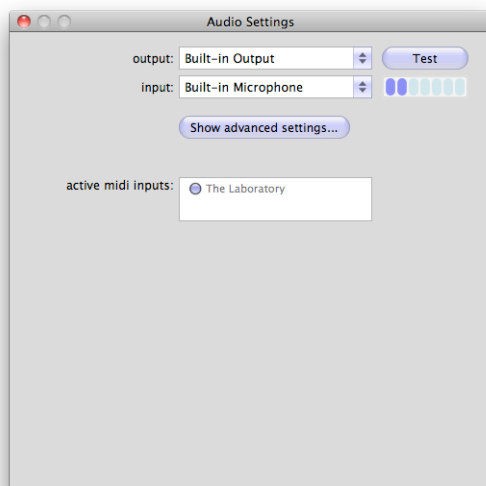 Audio Settings
output: Built-in Output Test
input: Built-in Microphone
Show advanced settings...
active midi inputs: The Laboratory